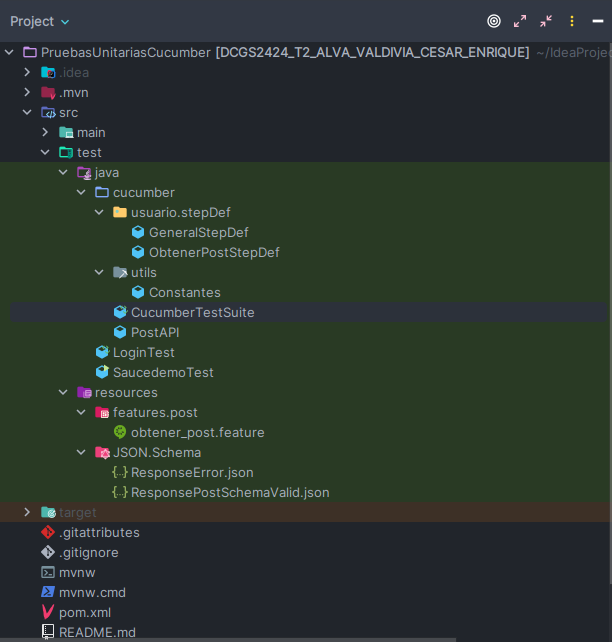 Project
PruebasUnitariasCucumber [DCGS2424_T2_ALVA_VALDIVIA_CESAR_ENRIQUE] ~/IdeaProje
.idea
.mvn
src
main
test
java
cucumber
usuario.stepDef
GeneralStepDef
ObtenerPostStepDef
utils
Constantes
CucumberTestSuite
PostAPI
LoginTest
SaucedemoTest
resources
features.post
obtener_post.feature
JSON.Schema
ResponseError.json
ResponsePostSchemaValid.json
target
.gitattributes
.gitignore
mvnw
mvnw.cmd
pom.xml
README.md